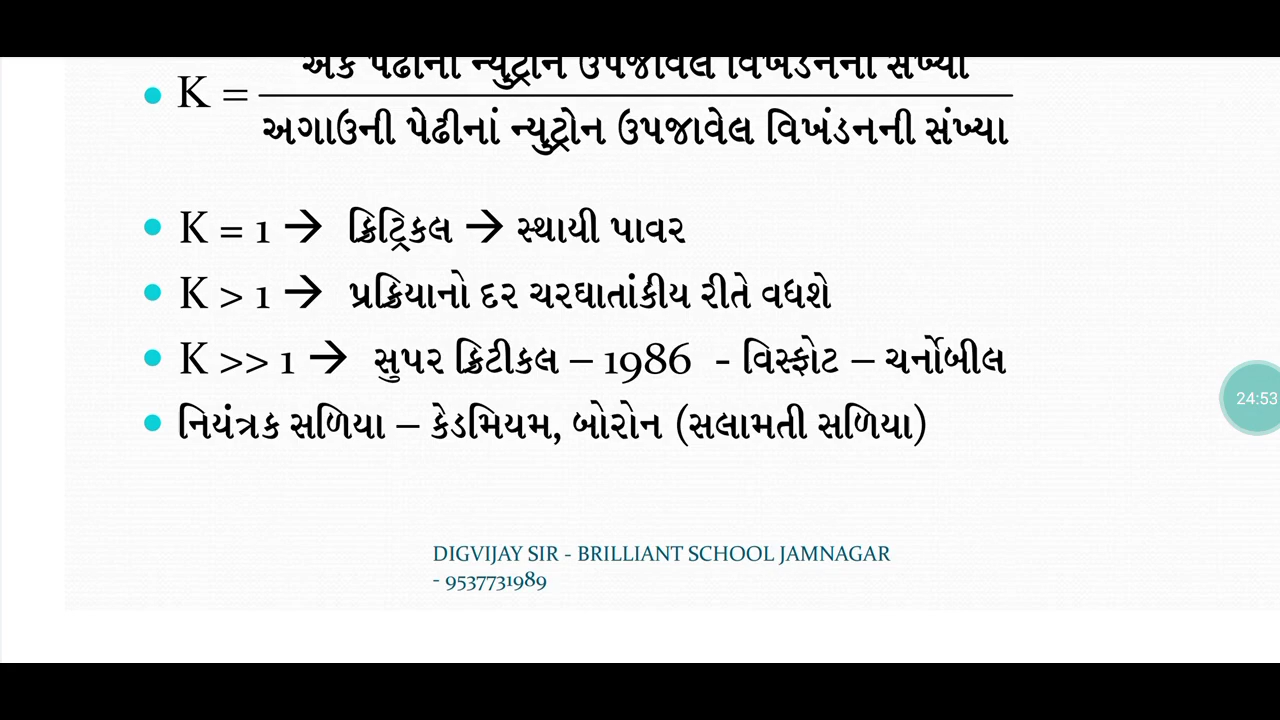 એક પેઢીના ન્યુટ્રોન ઉપજાવેલ વિખંડનની સંખ્યા
K =
અગાઉની પેઢીનાં ન્યુટ્રોન ઉપજાવેલ વિખંડનની સંખ્યા
K = 1 → ક્રિટ્રિકલ → સ્થાયી પાવર
K > 1 → પ્રક્રિયાનો દર ચરઘાતાંકીય રીતે વધશે
K >> 1 → સુપર ક્રિટીકલ – 1986 - વિસ્ફોટ – ચર્નોબીલ
નિયંત્રક સળિયા – કેડમિયમ, બોરોન (સલામતી સળિયા)
24:53
DIGVIJAY SIR - BRILLIANT SCHOOL JAMNAGAR
- 9537731989